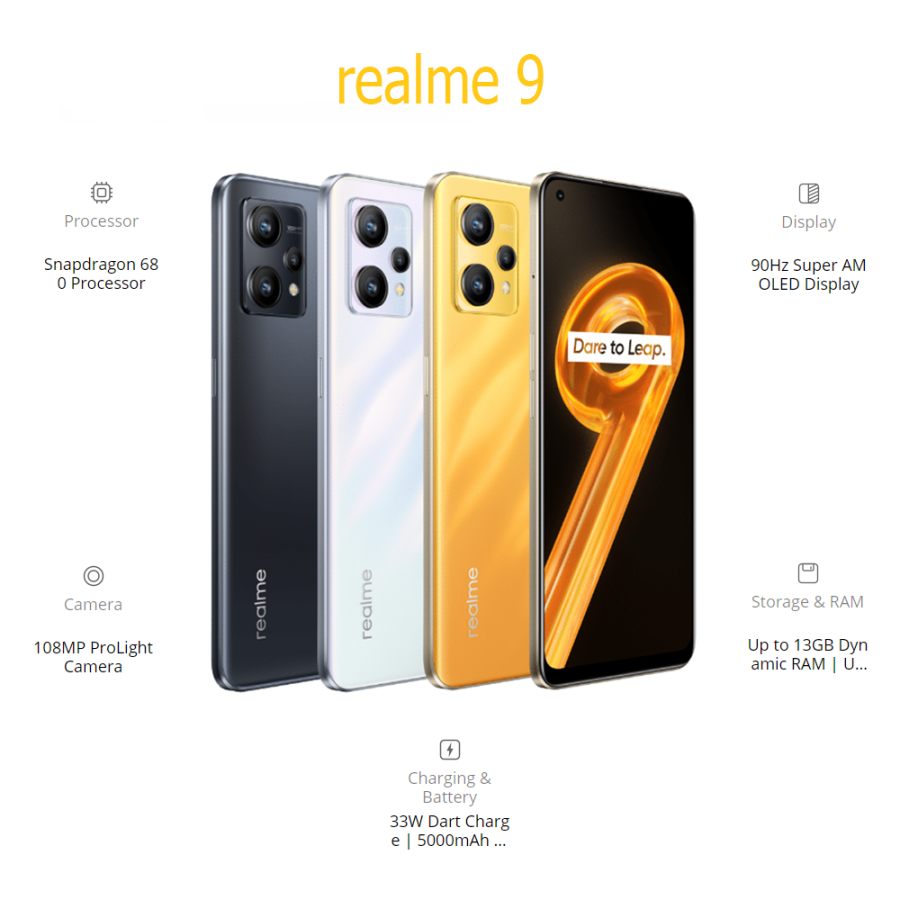 realme 9
Processor
Snapdragon 68
0 Processor
Display
90Hz Super AM
OLED Display
Dare to Leap.
realme
realme
realme
Camera
108MP ProLight
Camera
Storage & RAM
Up to 13GB Dyn
amic RAM | U...
Charging &
Battery
33W Dart Charg
e | 5000mAh ...